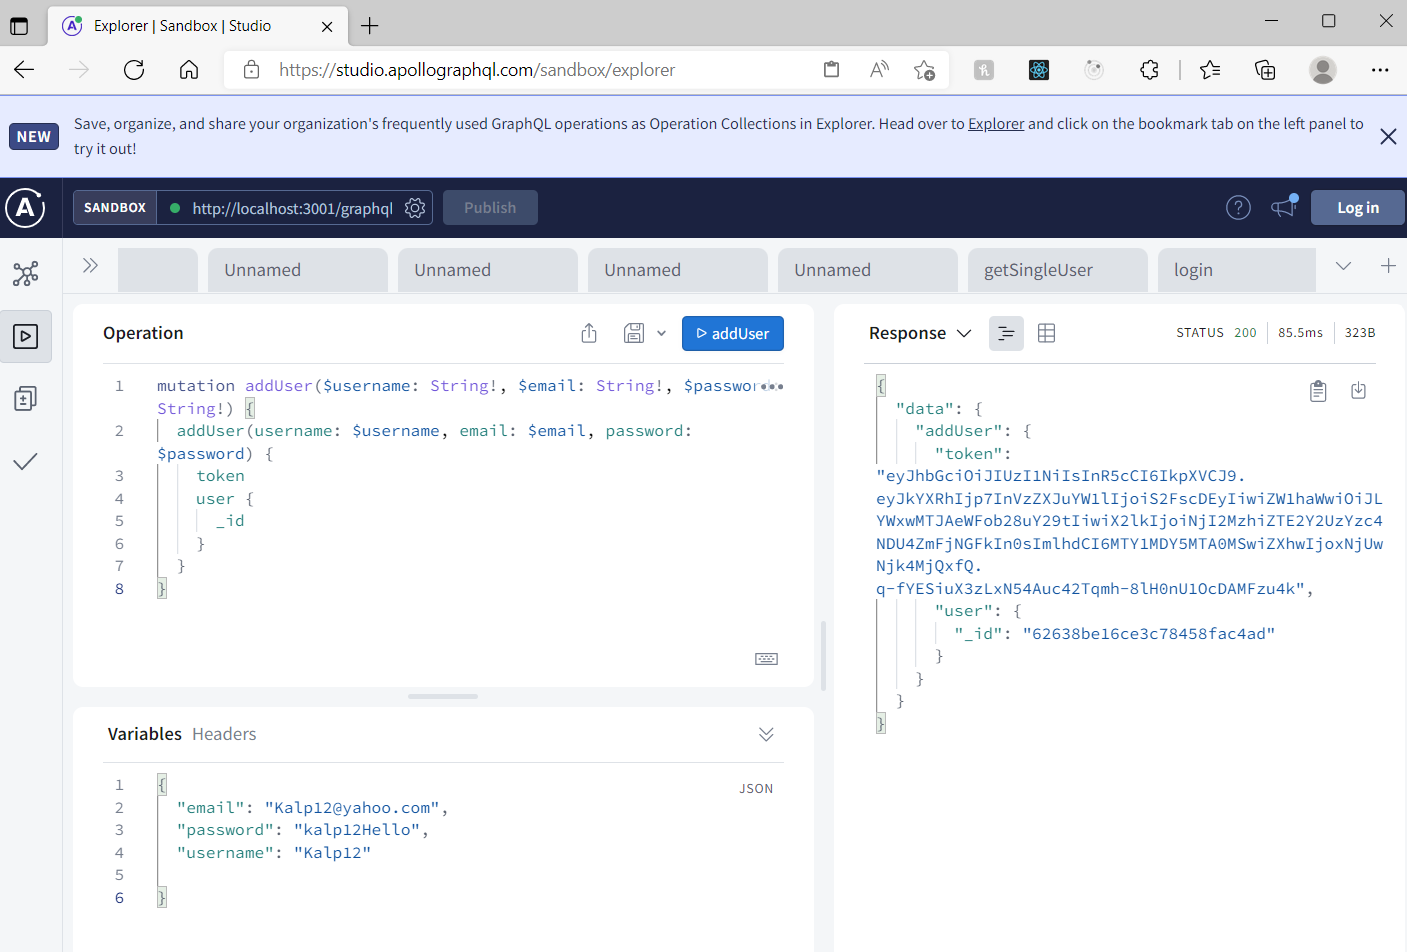 Explorer | Sandbox | Studio
https://studio.apollographql.com/sandbox/explorer
NEW
Save, organize, and share your organization's frequently used GraphQL operations as Operation Collections in Explorer. Head over to Explorer and click on the bookmark tab on the left panel to
try it out!
SANDBOX http://localhost:3001/graphql Publish Log in
Unnamed Unnamed Unnamed Unnamed getSingleUser login
Operation addUser
1 mutation addUser($username: String!, $email: String!, $password:
String!) {
2 addUser(username: $username, email: $email, password:
$password) {
3 token
4 user {
5 _id
6 }
7 }
8 }
Variables Headers
JSON
1 {
2 "email": "Kalp12@yahoo.com",
3 "password": "kalp12Hello",
4 "username": "Kalp12"
5
6 }
Response STATUS 200 85.5ms 323B
{
"data": {
"addUser": {
"token":
"eyJhbGciOiJIUzI1NiIsInR5cCI6IkpXVCJ9.
eyJkYXRhIjp7InVzZXJuYW1lIjoiS2FscDEyIiwiZW1haWwiOiJL
YWxwMTJAeWFob28uY29tIiwiX2lkIjoiNjI2MzhiZTE2Y2UzYzc4
NDU4ZmFjNGFkIn0sImlhdCI6MTY1MDY5MTA0MSwiZXhwIjoxNjUw
Njk4MjQxfQ.
q-fYESiuX3zLxN54Auc42Tqmh-8lH0nU1OcDAMFzu4k",
"user": {
"_id": "62638be16ce3c78458fac4ad"
}
}
}
}